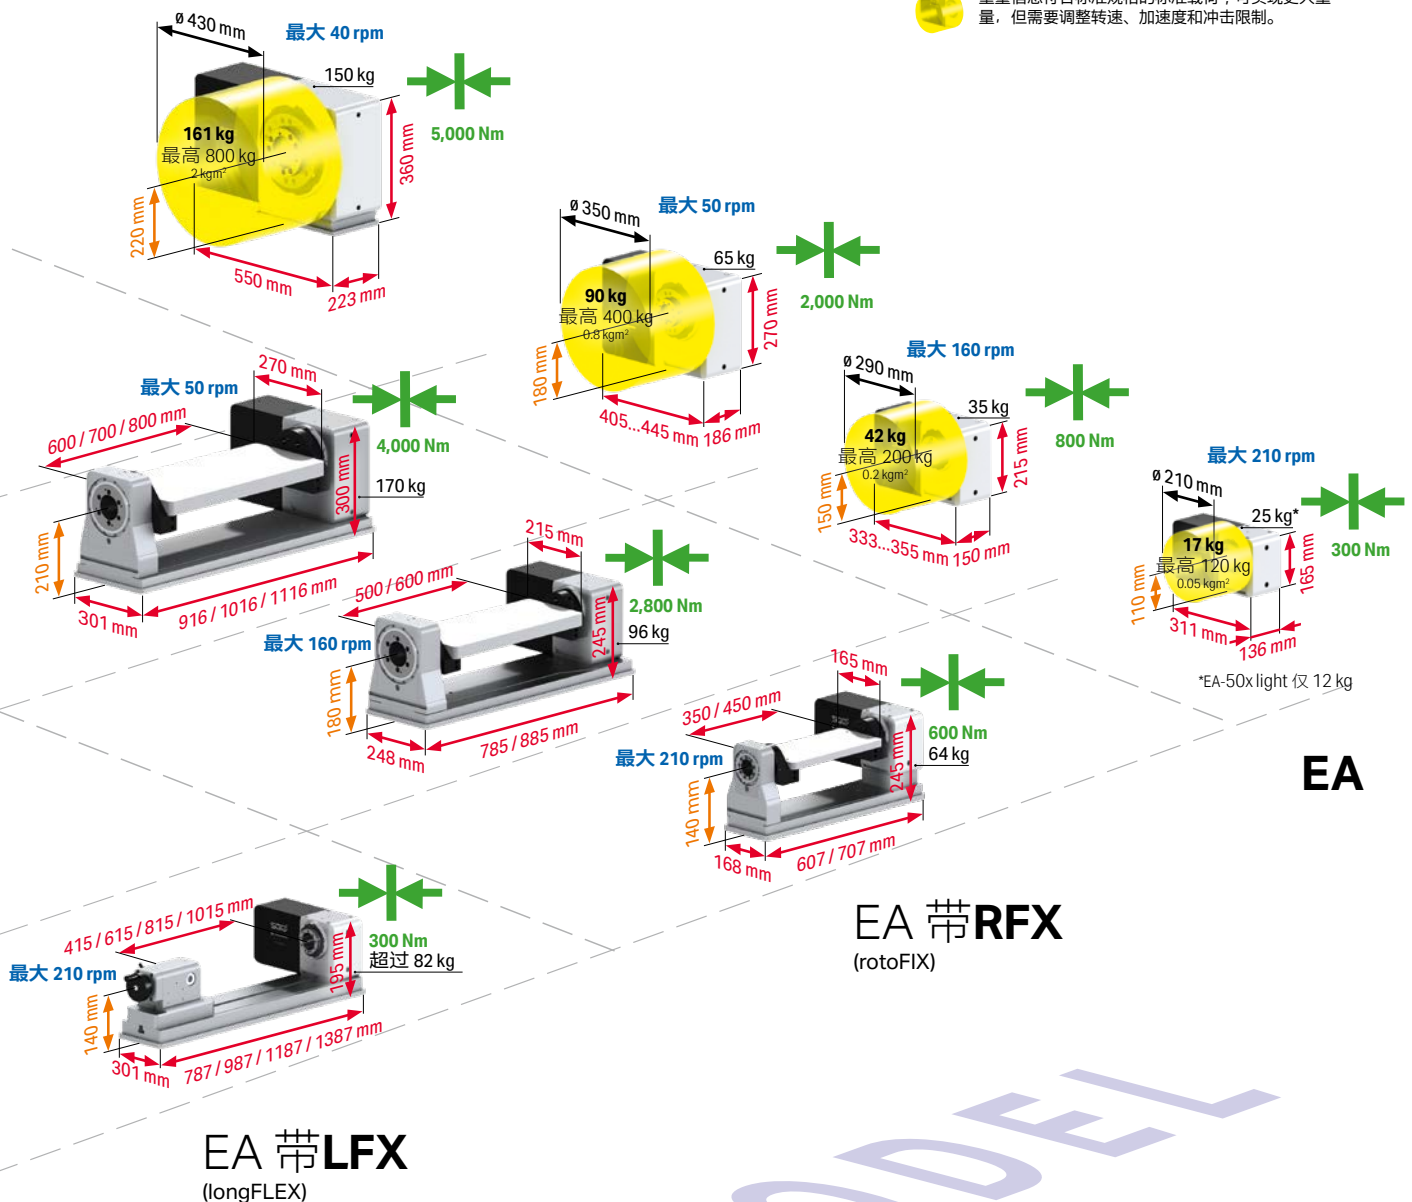 量，但需要调整转速、加速度和冲击限制。
ø 430 mm
最大 40 rpm
150 kg
5,000 Nm
161 kg
最高 800 kg
2 kgm²
360 mm
220 mm
550 mm
223 mm
ø 350 mm
最大 50 rpm
65 kg
2,000 Nm
90 kg
最高 400 kg
0.8 kgm²
270 mm
180 mm
405...445 mm
186 mm
ø 290 mm
最大 160 rpm
35 kg
800 Nm
42 kg
最高 200 kg
0.2 kgm²
215 mm
150 mm
333...355 mm
150 mm
ø 210 mm
最大 210 rpm
25 kg*
300 Nm
17 kg
最高 120 kg
0.05 kgm²
165 mm
110 mm
311 mm
136 mm
*EA-50x light 仅 12 kg
EA
最大 50 rpm
270 mm
600 / 700 / 800 mm
4,000 Nm
300 mm
170 kg
210 mm
301 mm
916 / 1016 / 1116 mm
最大 160 rpm
215 mm
500 / 600 mm
2,800 Nm
245 mm
96 kg
180 mm
248 mm
785 / 885 mm
最大 210 rpm
165 mm
350 / 450 mm
600 Nm
245 mm
64 kg
140 mm
168 mm
607 / 707 mm
EA 带RFX
(rotoFIX)
415 / 615 / 815 / 1015 mm
最大 210 rpm
300 Nm
超过 82 kg
195 mm
140 mm
301 mm
787 / 987 / 1187 / 1387 mm
EA 带LFX
(longFLEX)